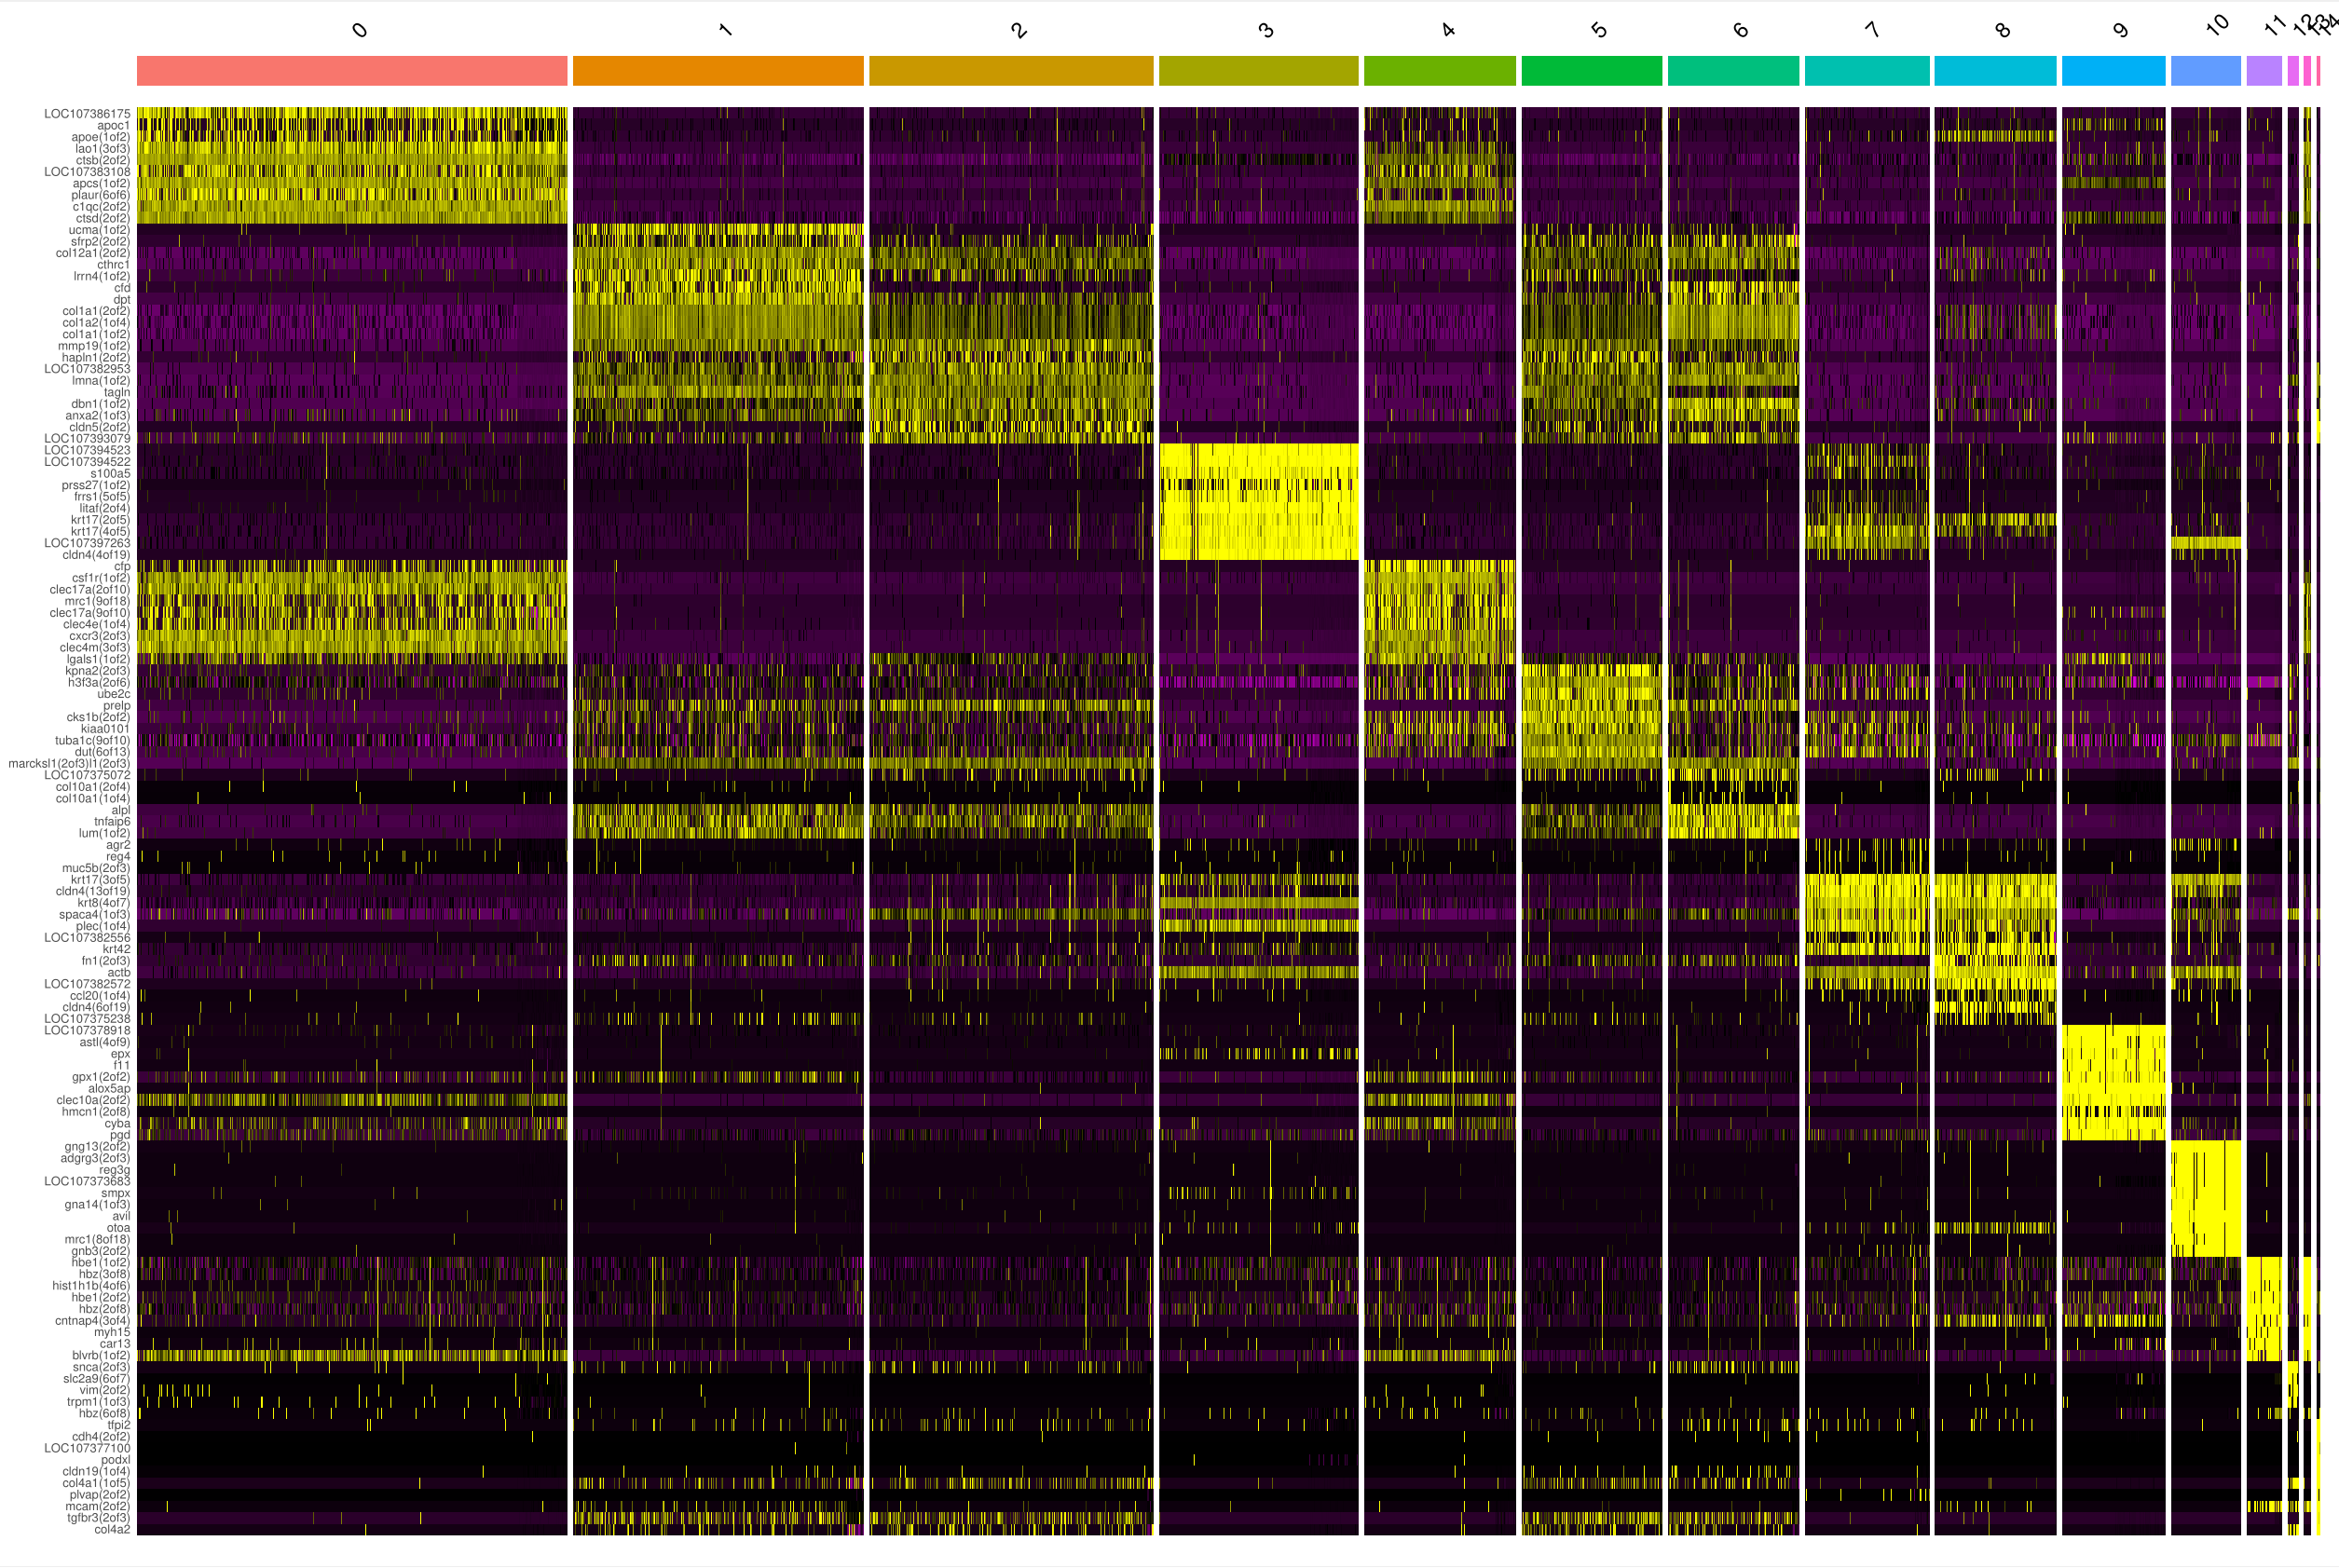 0 1 2 3 4 5 6 7 8 9 10 11 12 13 14
LOC107386175
apoc1
apoe(1of2)
lao1(3of3)
ctsb(2of2)
LOC107383108
apcs(1of2)
plaur(6of6)
c1qc(2of2)
ctsd(2of2)
ucma(1of2)
sfrp2(2of2)
col12a1(2of2)
cthrc1
lrrn4(1of2)
cfd
dpt
col1a1(2of2)
col1a2(1of4)
col1a1(1of2)
mmp19(1of2)
hapln1(2of2)
LOC107382953
lmna(1of2)
tagln
dbn1(1of2)
anxa2(1of3)
cldn5(2of2)
LOC107393079
LOC107394523
LOC107394522
s100a5
prss27(1of2)
frrs1(5of5)
litaf(2of4)
krt17(2of5)
krt17(4of5)
LOC107397263
cldn4(4of19)
cfp
csf1r(1of2)
clec17a(2of10)
mrc1(9of18)
clec17a(9of10)
clec4e(1of4)
cxcr3(2of3)
clec4m(3of3)
lgals1(1of2)
kpna2(2of3)
h3f3a(2of6)
ube2c
prelp
cks1b(2of2)
kiaa0101
tuba1c(9of10)
dut(6of13)
marcksl1(2of3)l1(2of3)
LOC107375072
col10a1(2of4)
col10a1(1of4)
alpl
tnfaip6
lum(1of2)
agr2
reg4
muc5b(2of3)
krt17(3of5)
cldn4(13of19)
krt8(4of7)
spaca4(1of3)
plec(1of4)
LOC107382556
krt42
fn1(2of3)
actb
LOC107382572
ccl20(1of4)
cldn4(6of19)
LOC107375238
LOC107378918
astl(4of9)
epx
f11
gpx1(2of2)
alox5ap
clec10a(2of2)
hmcn1(2of8)
cyba
pgd
gng13(2of2)
adgrg3(2of3)
reg3g
LOC107373683
smpx
gna14(1of3)
avil
otoa
mrc1(8of18)
gnb3(2of2)
hbe1(1of2)
hbz(3of8)
hist1h1b(4of6)
hbe1(2of2)
hbz(2of8)
cntnap4(3of4)
myh15
car13
blvrb(1of2)
snca(2of3)
slc2a9(6of7)
vim(2of2)
trpm1(1of3)
hbz(6of8)
tfpi2
cdh4(2of2)
LOC107377100
podxl
cldn19(1of4)
col4a1(1of5)
plvap(2of2)
mcam(2of2)
tgfbr3(2of3)
col4a2